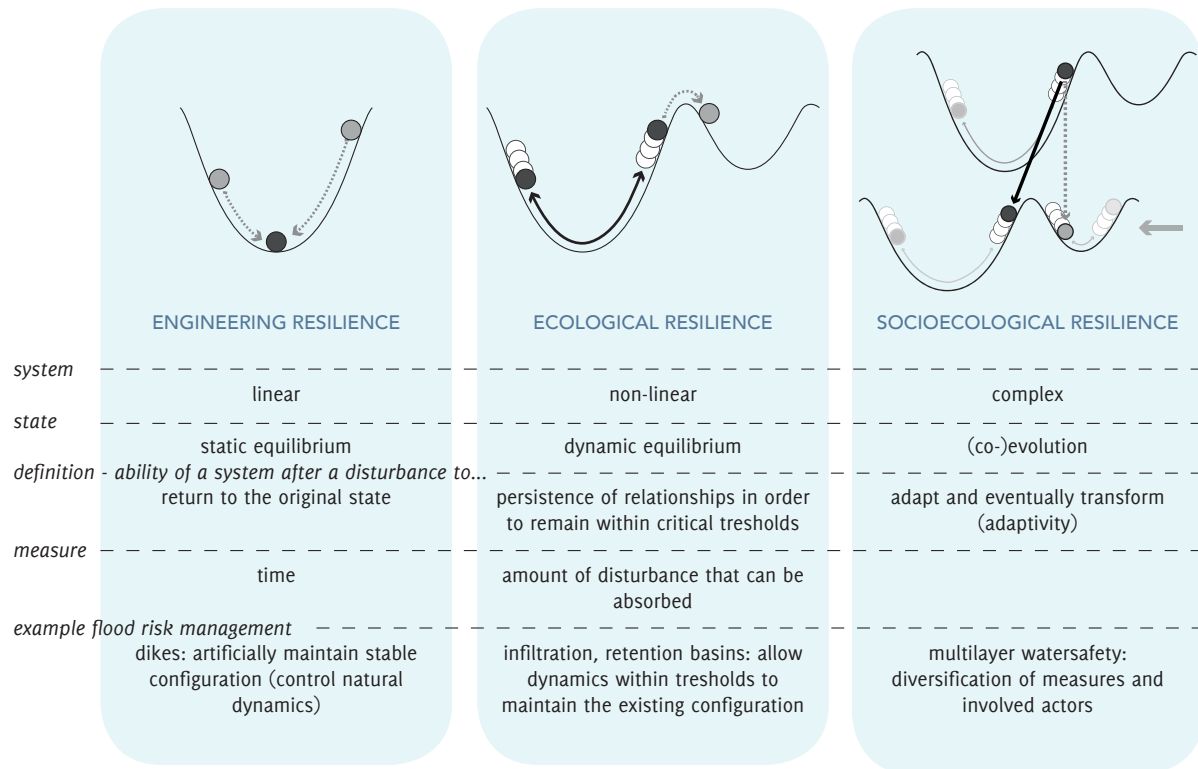 ENGINEERING RESILIENCE
ECOLOGICAL RESILIENCE
SOCIOECOLOGICAL RESILIENCE
system
linear
non-linear
complex
state
static equilibrium
dynamic equilibrium
(co-)evolution
definition - ability of a system after a disturbance to...
return to the original state
persistence of relationships in order
to remain within critical tresholds
adapt and eventually transform
(adaptivity)
measure
time
amount of disturbance that can be
absorbed
example flood risk management
dikes: artificially maintain stable
configuration (control natural
dynamics)
infiltration, retention basins: allow
dynamics within tresholds to
maintain the existing configuration
multilayer watersafety:
diversification of measures and
involved actors